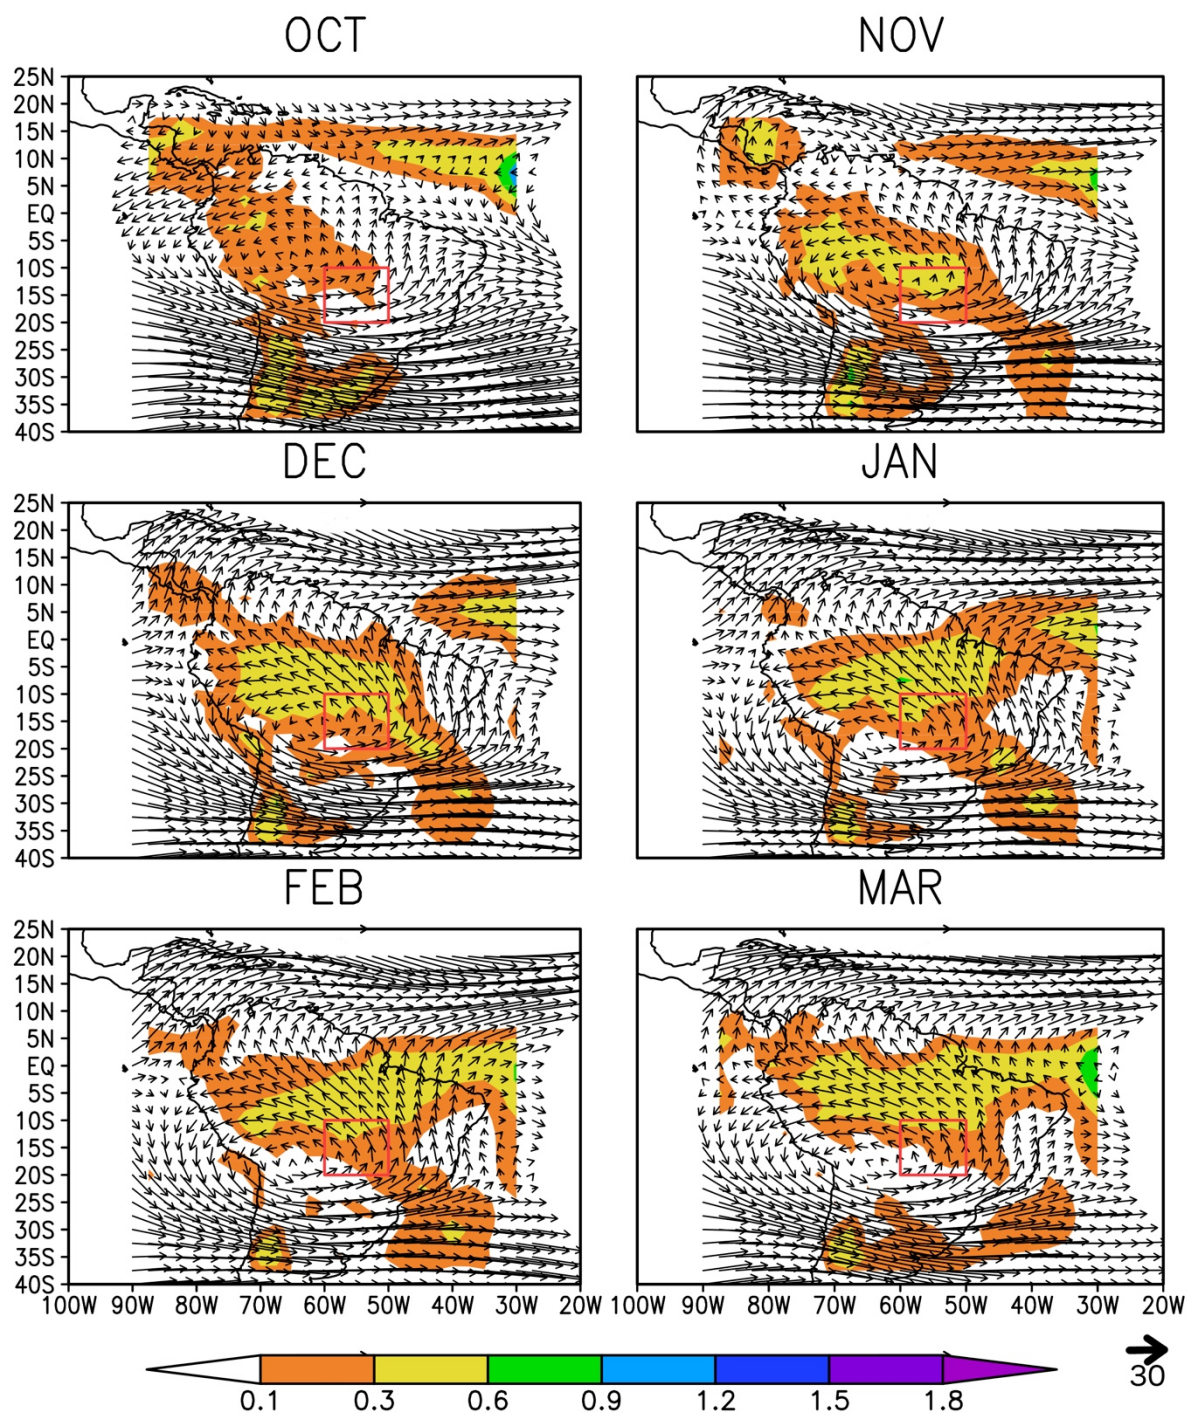 OCT NOV
25N
20N
15N
10N
5N
EQ
5S
10S
15S
20S
25S
30S
35S
40S
DEC JAN
25N
20N
15N
10N
5N
EQ
5S
10S
15S
20S
25S
30S
35S
40S
FEB MAR
25N
20N
15N
10N
5N
EQ
5S
10S
15S
20S
25S
30S
35S
40S
100W 90W 80W 70W 60W 50W 40W 30W 20W 100W 90W 80W 70W 60W 50W 40W 30W 20W
0.1 0.3 0.6 0.9 1.2 1.5 1.8
30